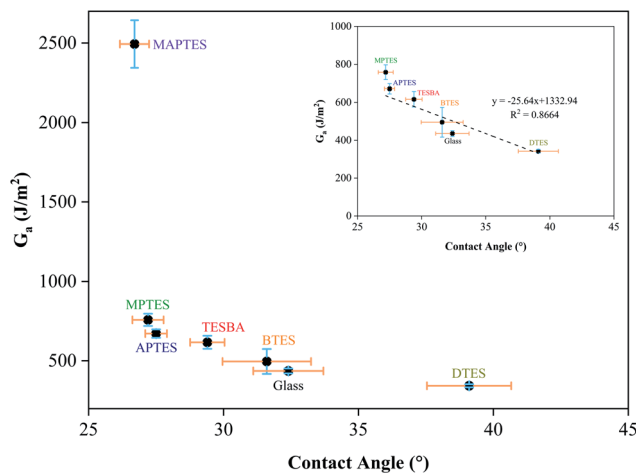 2500
2000
1500
1000
500
Gₐ (J/m²)
25
30
35
40
45
Contact Angle (°)
MAPTES
MPTES
APTES
TESBA
BTES
Glass
DTES
1000
800
600
400
200
0
Gₐ (J/m²)
25
30
35
40
45
Contact Angle (°)
MPTES
APTES
TESBA
BTES
Glass
DTES
y = -25.64x+1332.94
R² = 0.8664